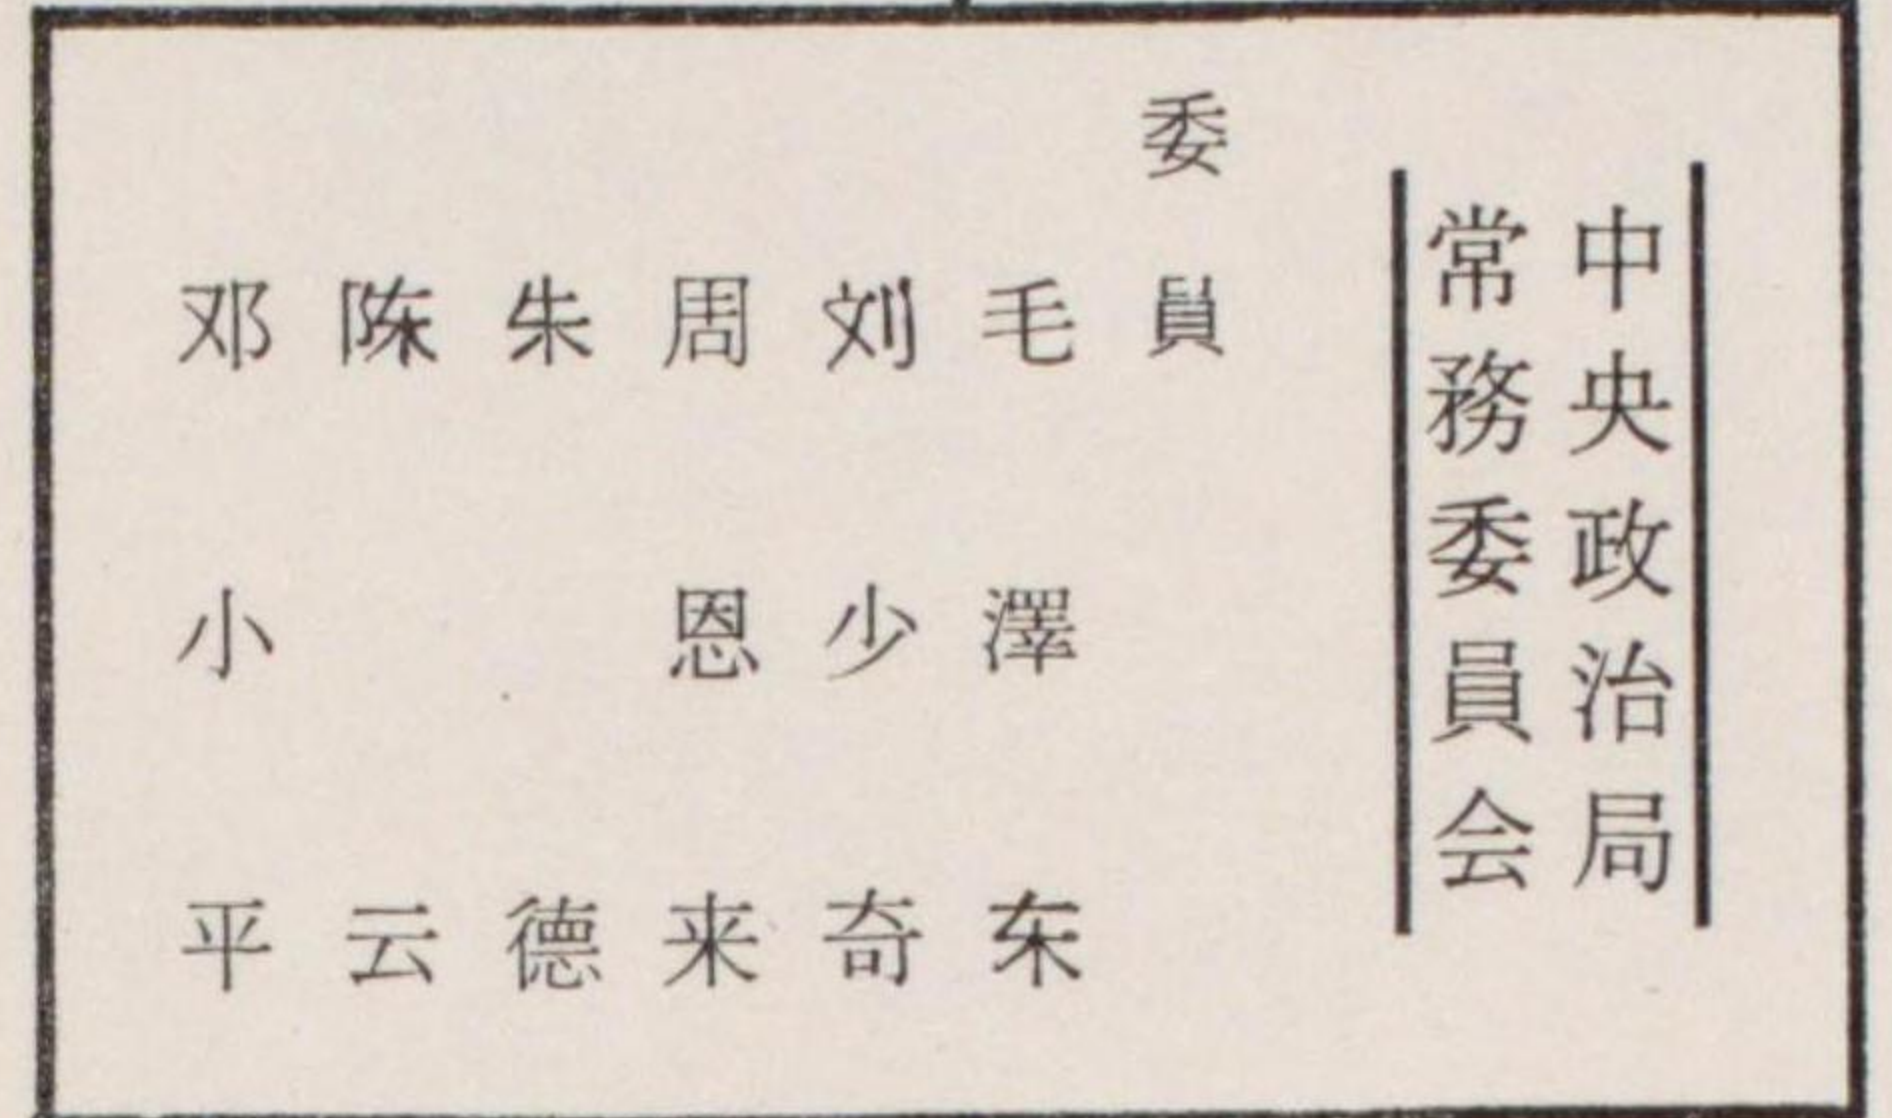 中央政治局
常務委員会
委員
毛澤东
刘少奇
周恩来
朱德
陈云
邓小平